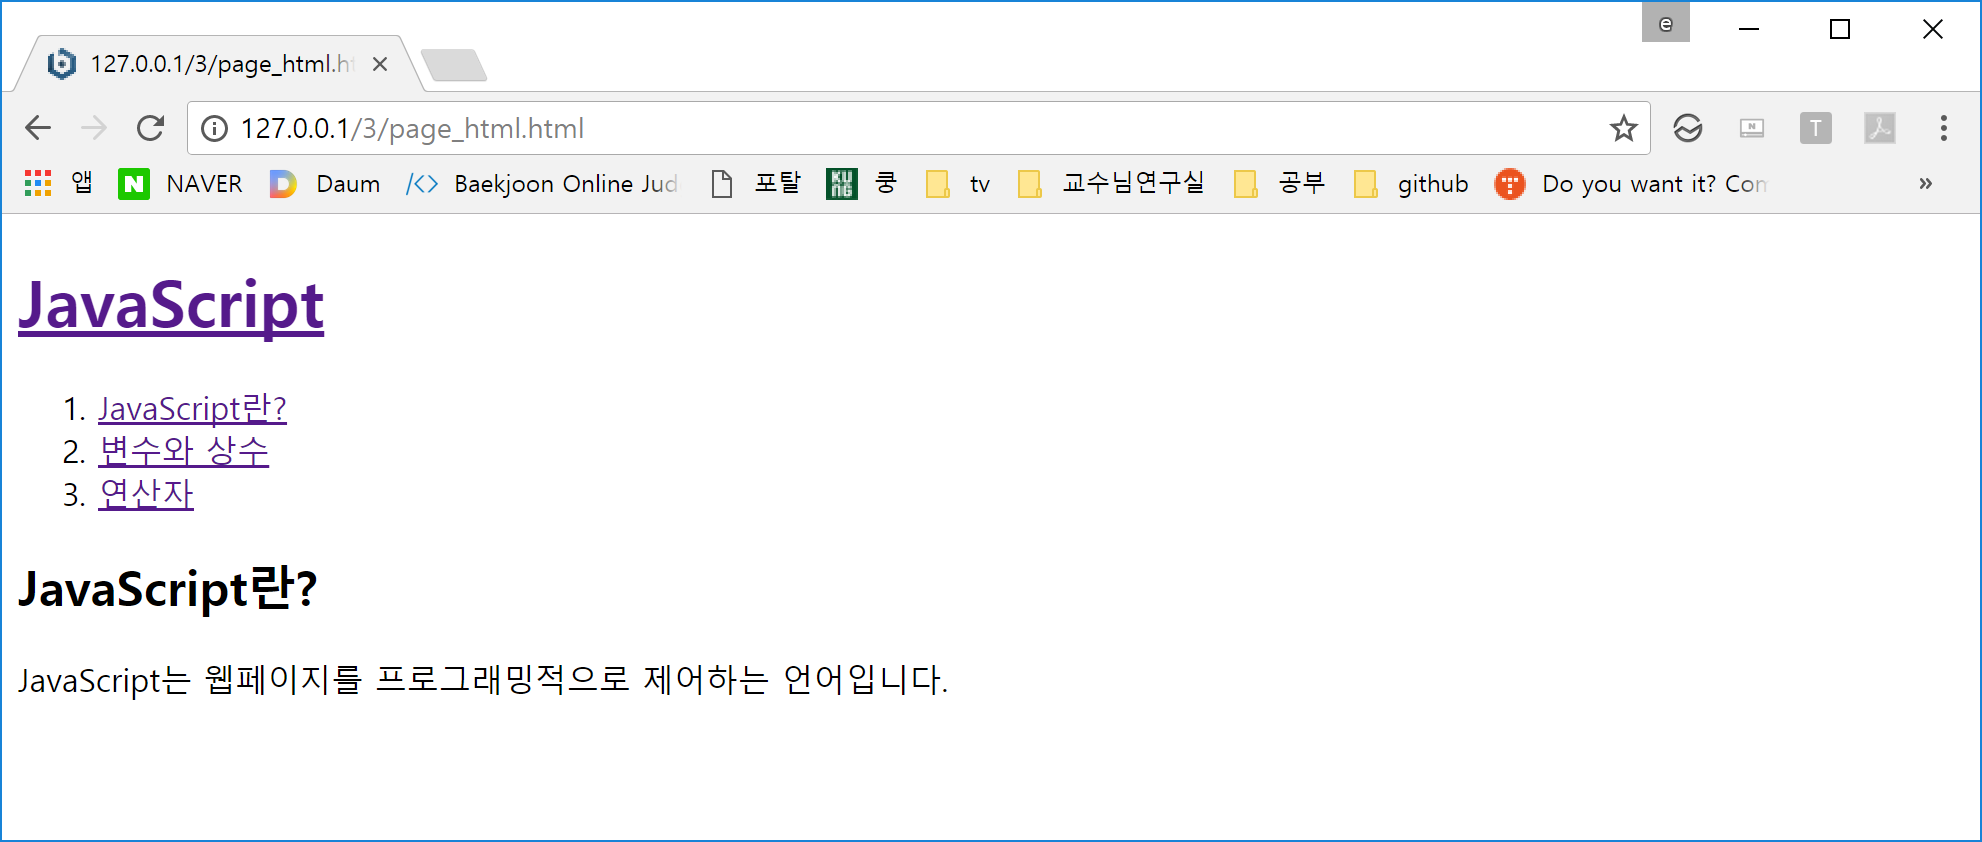 e
127.0.0.1/3/page_html.ht
127.0.0.1/3/page_html.html
앱 NAVER Daum Baekjoon Online Jud 포탈 쿵 tv 교수님연구실 공부 github Do you want it? Com »
JavaScript
1. JavaScript란?
2. 변수와 상수
3. 연산자
JavaScript란?
JavaScript는 웹페이지를 프로그래밍적으로 제어하는 언어입니다.